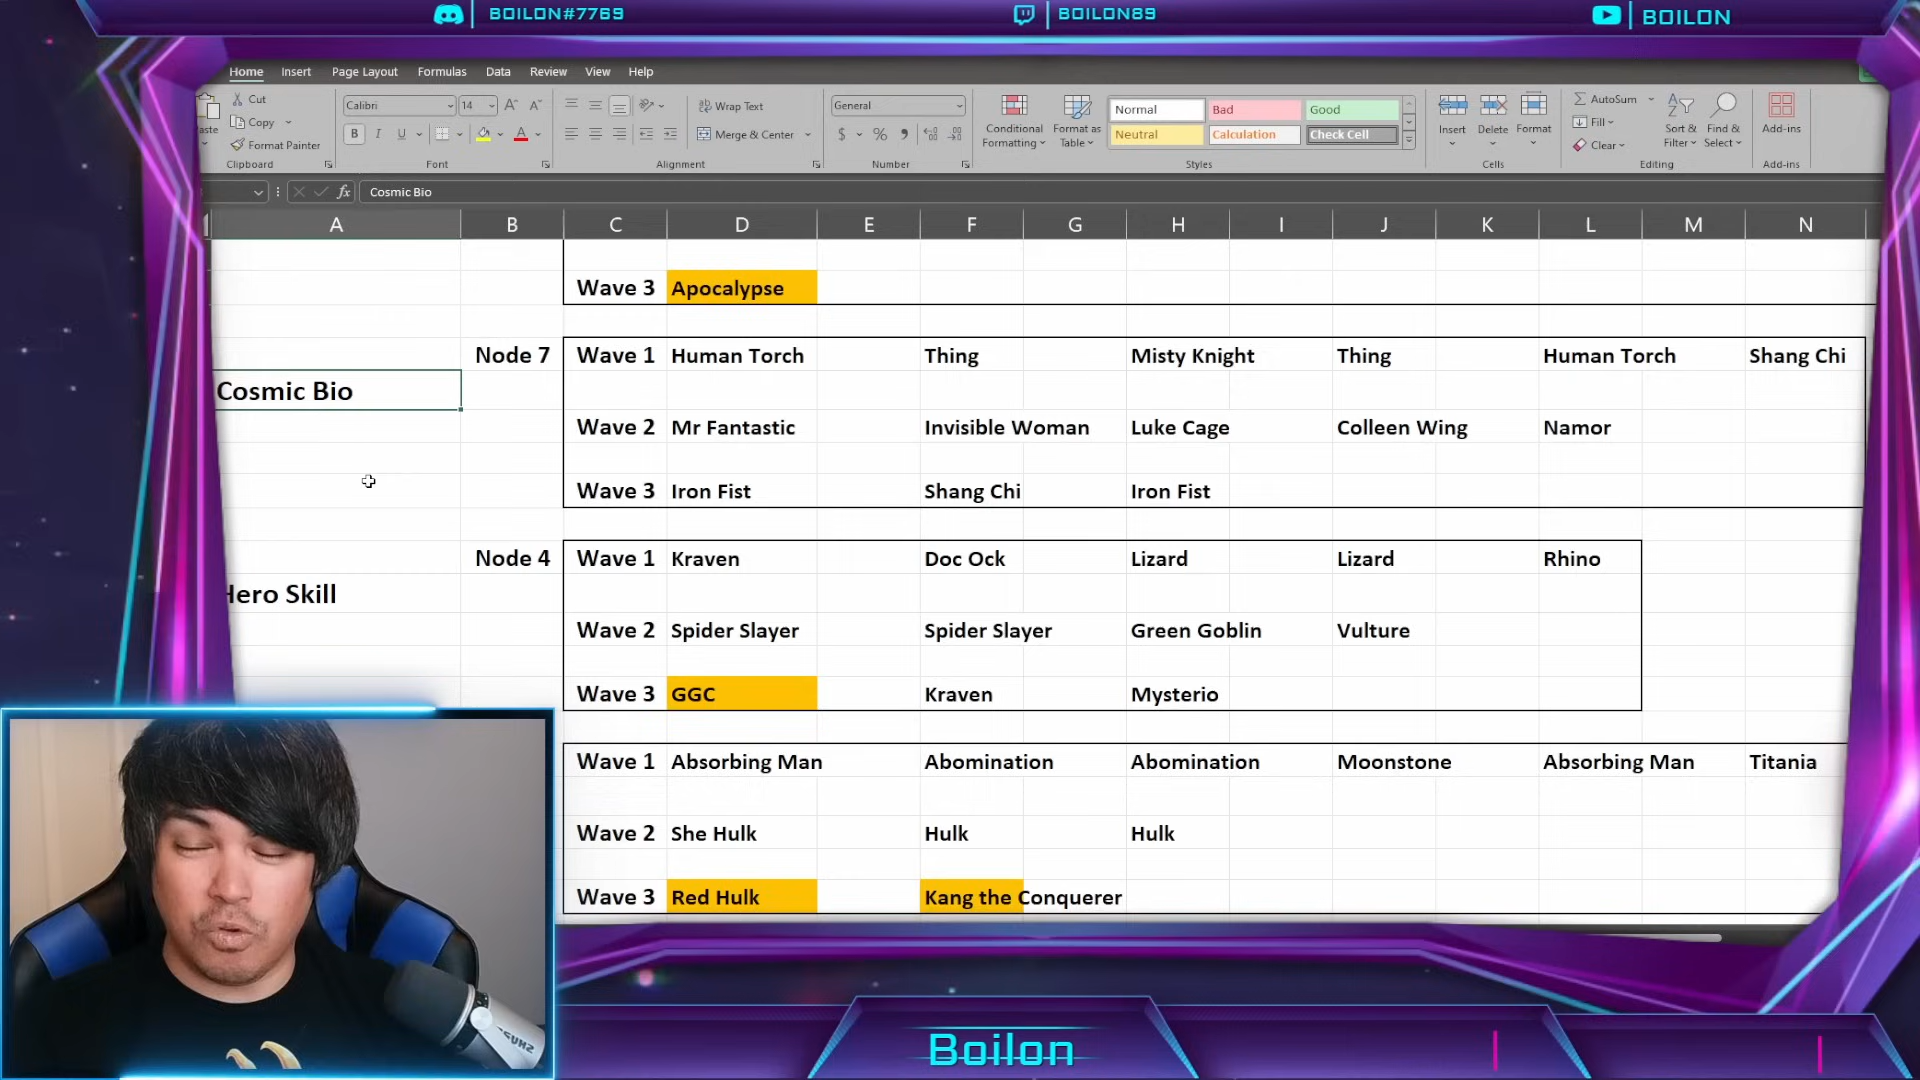 BOILON#7769 BOILON89 BOILON
Home Insert Page Layout Formulas Data Review View Help
Cut
Copy
Format Painter
Clipboard
Calibri 14
B I U
Font
Wrap Text
Merge & Center
Alignment
General
$ %
Number
Conditional Formatting
Format as Table
Normal Bad Good
Neutral Calculation Check Cell
Styles
Insert Delete Format
Cells
AutoSum
Fill
Clear
Sort & Filter
Find & Select
Editing
Add-ins
Add-ins
fx Cosmic Bio
A B C D E F G H I J K L M N
Wave 3 Apocalypse
Node 7 Wave 1 Human Torch Thing Misty Knight Thing Human Torch Shang Chi
Cosmic Bio
Wave 2 Mr Fantastic Invisible Woman Luke Cage Colleen Wing Namor
Wave 3 Iron Fist Shang Chi Iron Fist
Node 4 Wave 1 Kraven Doc Ock Lizard Lizard Rhino
Hero Skill
Wave 2 Spider Slayer Spider Slayer Green Goblin Vulture
Wave 3 GGC Kraven Mysterio
Wave 1 Absorbing Man Abomination Abomination Moonstone Absorbing Man Titania
Wave 2 She Hulk Hulk Hulk
Wave 3 Red Hulk Kang the Conquerer
Boilon